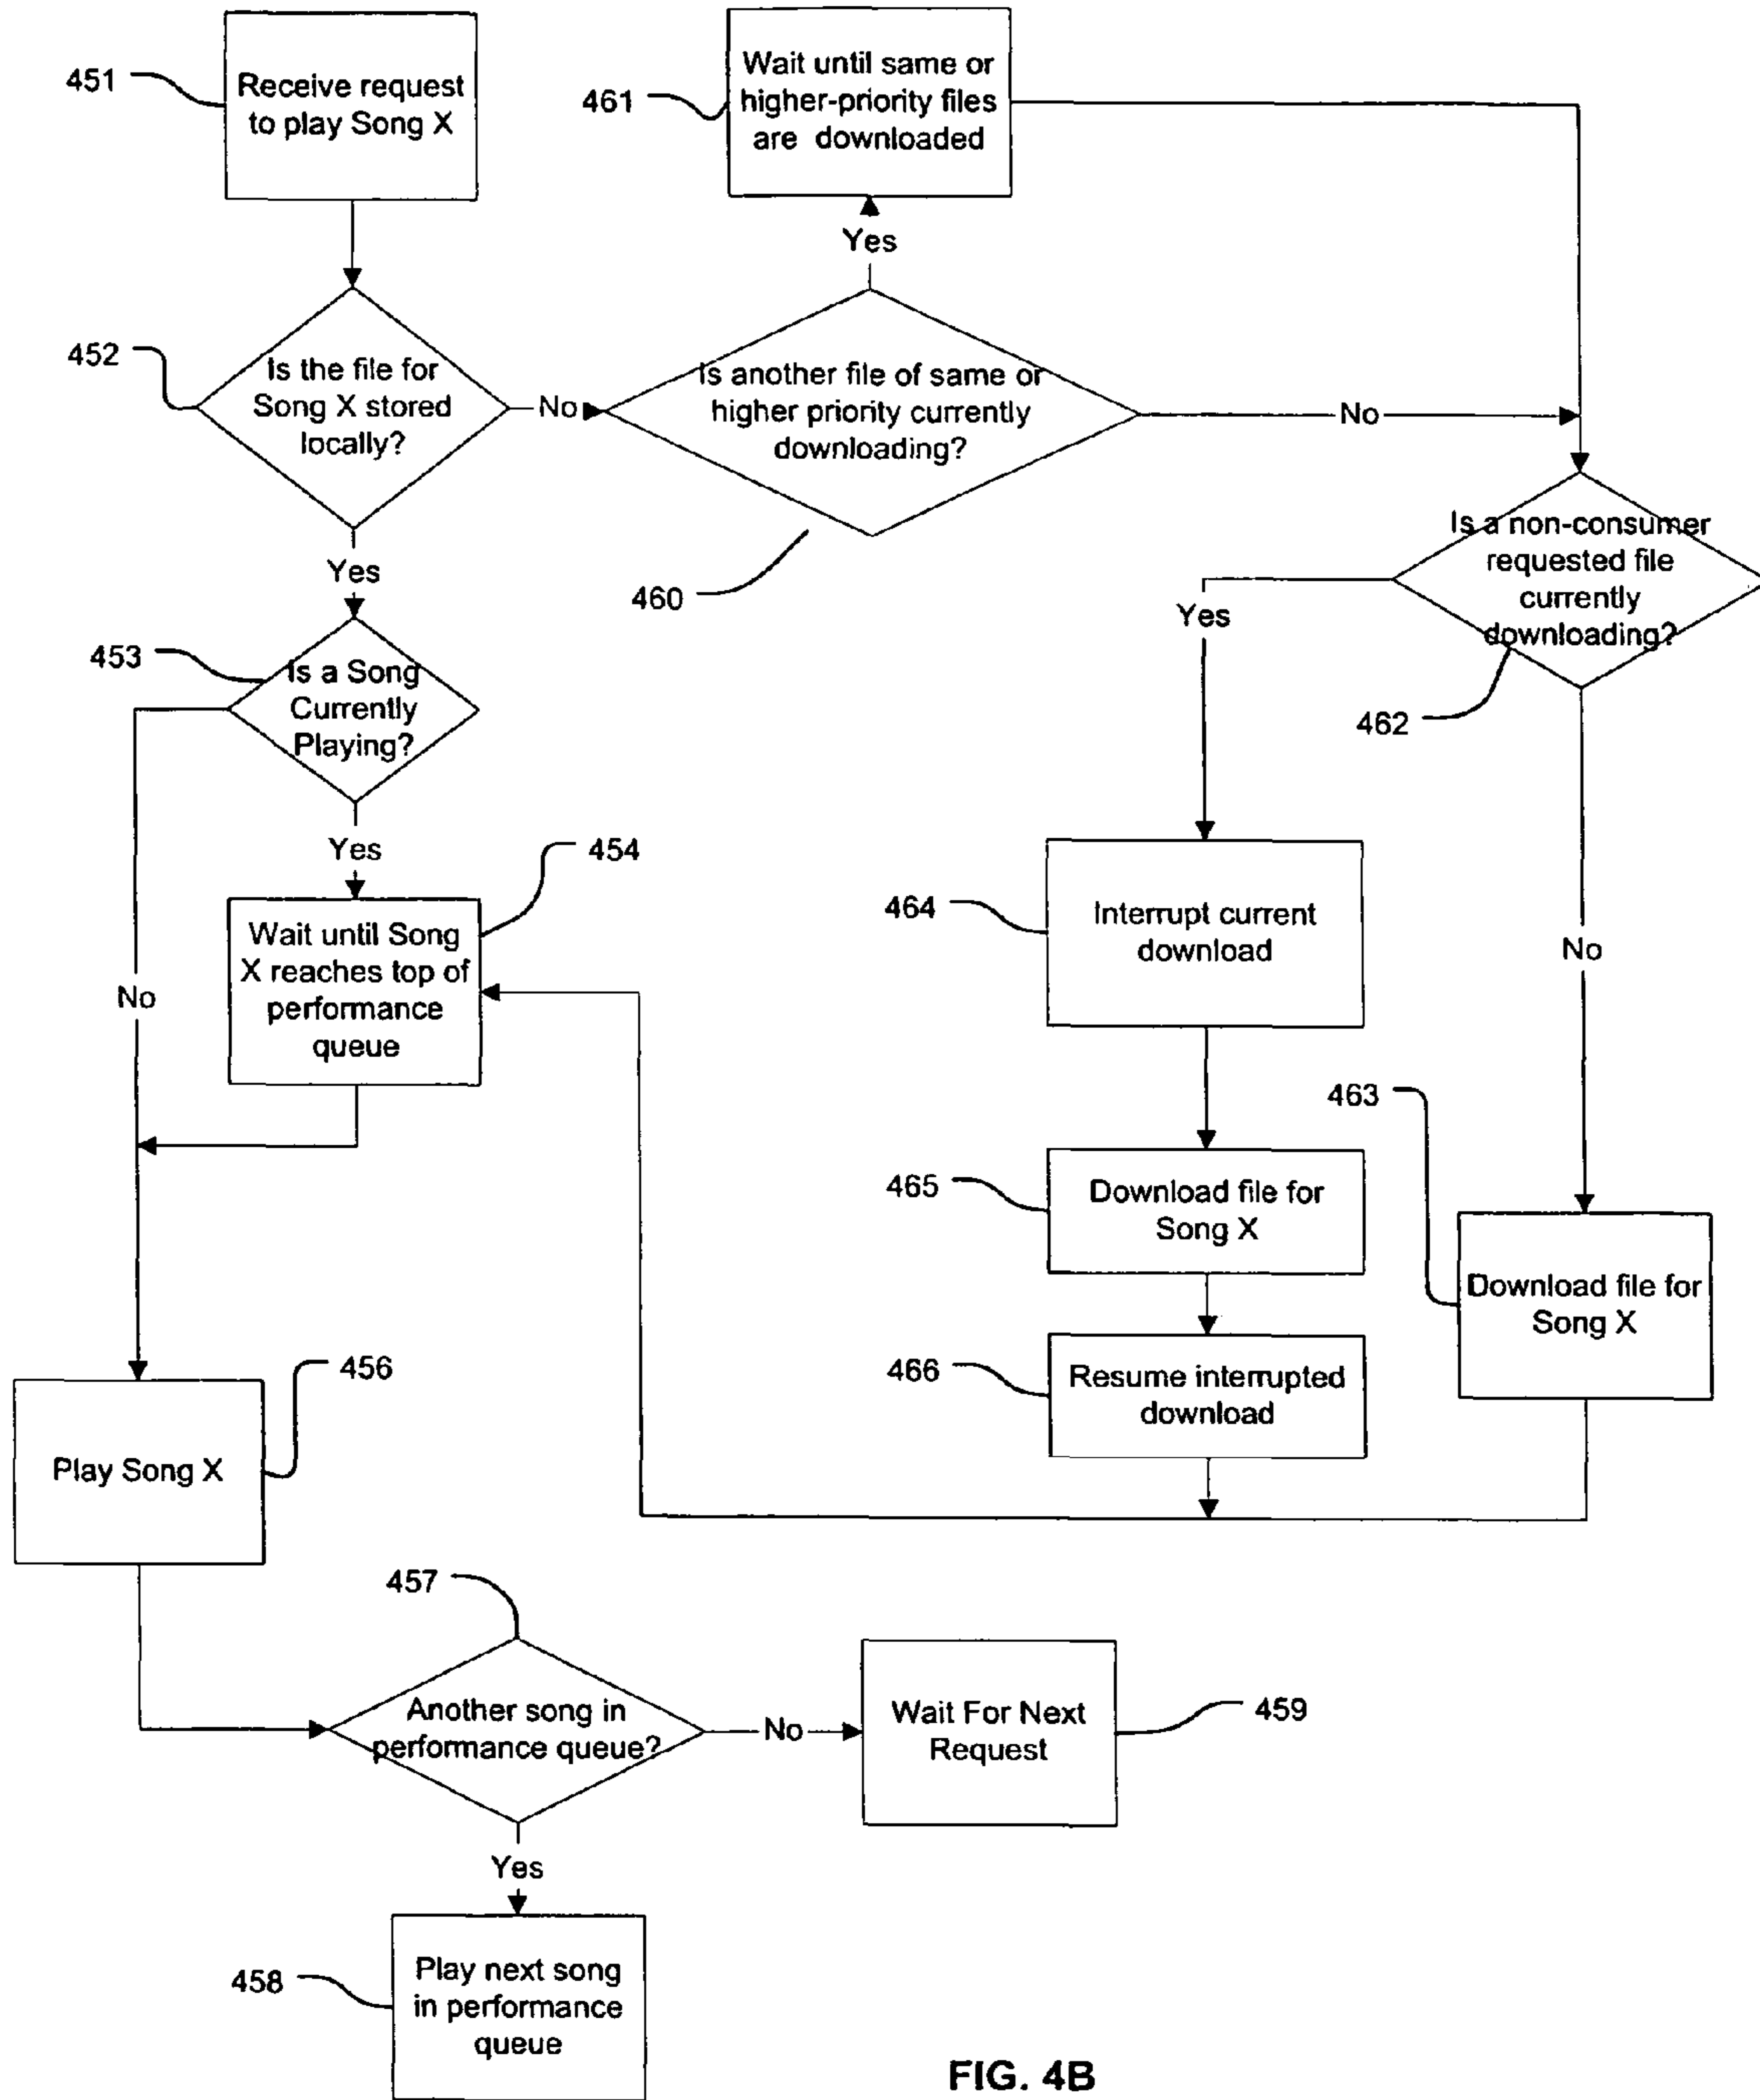 451
Receive request
to play Song X
461
Wait until same or
higher-priority files
are downloaded
Yes
452
Is the file for
Song X stored
locally?
No
Is another file of same or
higher priority currently
downloading?
No
460
Is a non-consumer
requested file
currently
downloading?
462
Yes
Yes
453
Is a Song
Currently
Playing?
Yes
454
Wait until Song
X reaches top of
performance
queue
No
464
Interrupt current
download
No
463
465
Download file for
Song X
Download file for
Song X
466
Resume interrupted
download
456
Play Song X
457
Another song in
performance queue?
No
Wait For Next
Request
459
Yes
458
Play next song
in performance
queue
FIG. 4B